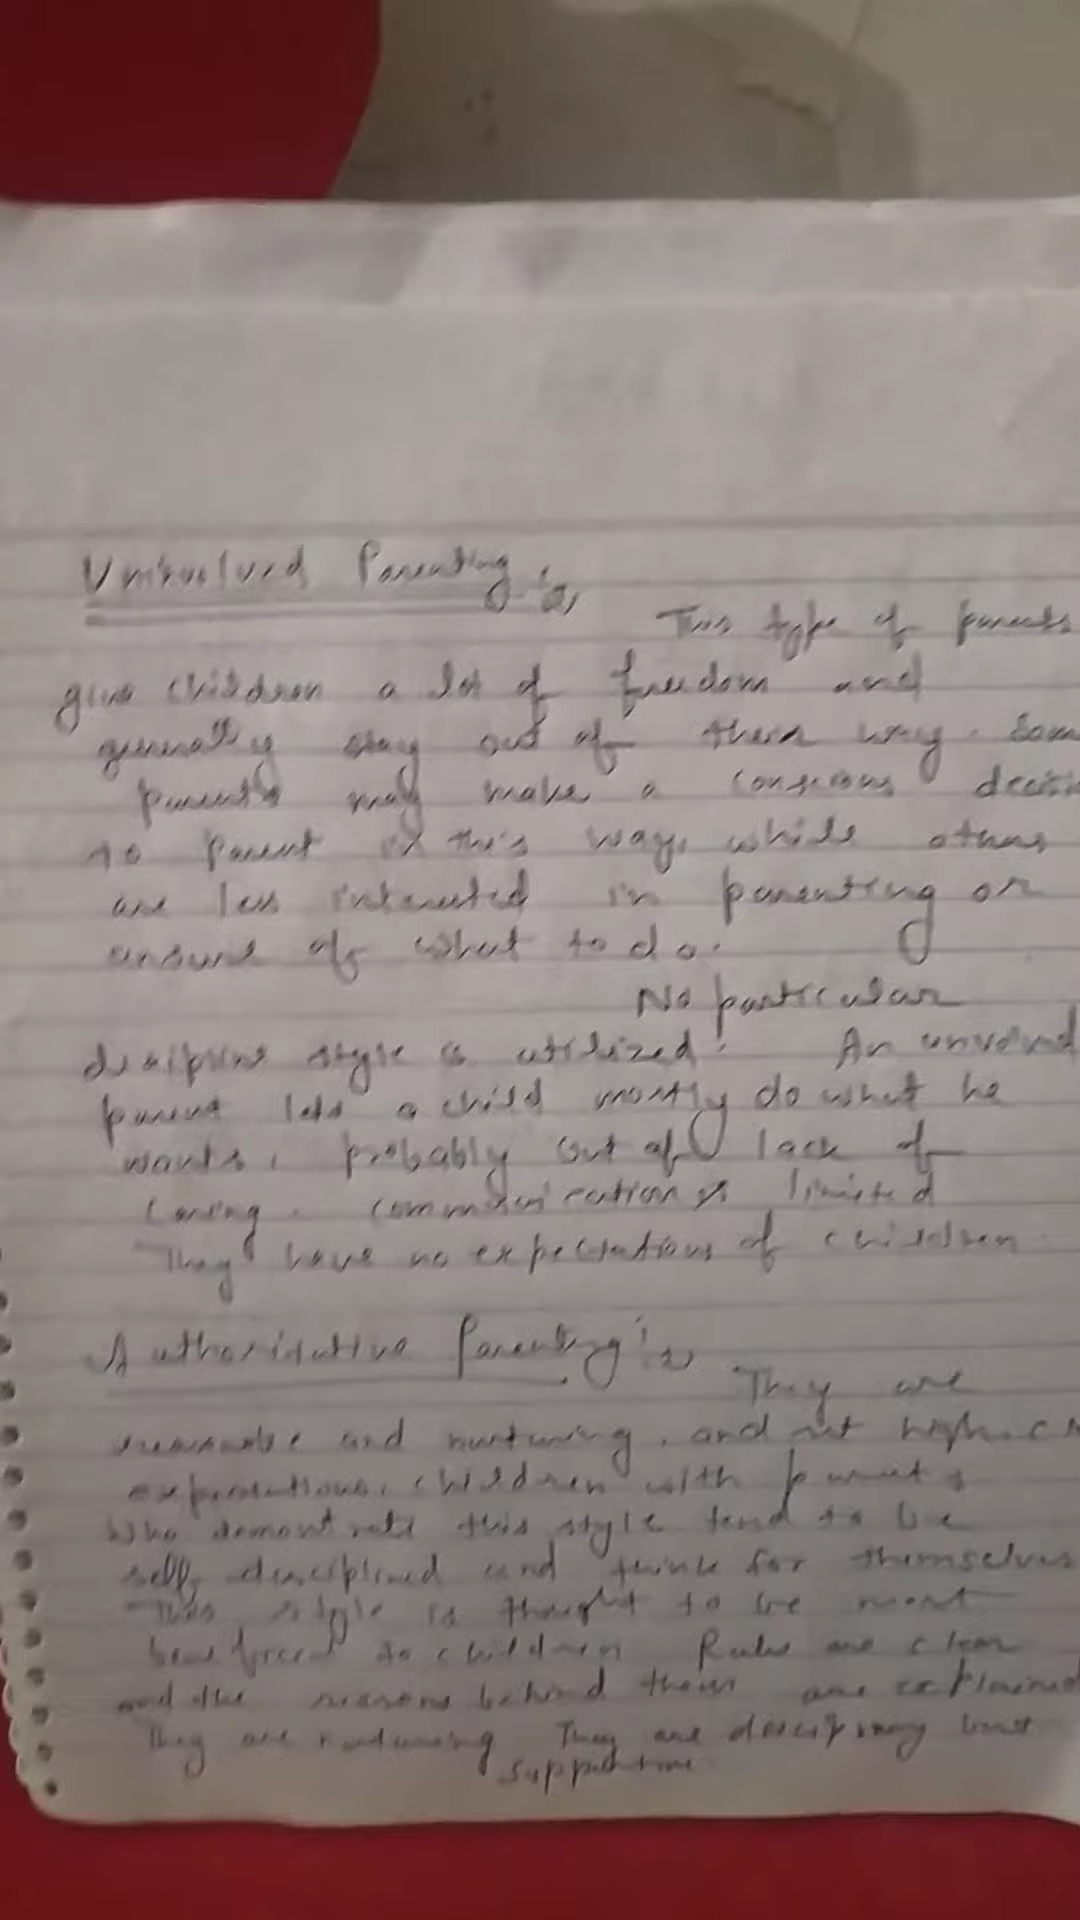 Uninvolved Parenting :-
This type of parents
give children a lot of freedom and
generally stay out of their way. Som
parents may make a conscious decisi
to parent in this way, while others
are less interested in parenting or
unsure of what to do.
No particular
discipline style is utilized. An
parent lets a child mostly do what he
wants, probably out of lack of
caring. communication is limited
They have no expectations of children
Authoritative Parenting :-
They are
reasonable and nurturing, and set high
expectations. children with parents
who demonstrate this style tend to be
self disciplined and think for themselves
This style is thought to be most
to children Rules are clear
and the reasons behind them are explained
They are nurturing They are but
supportive